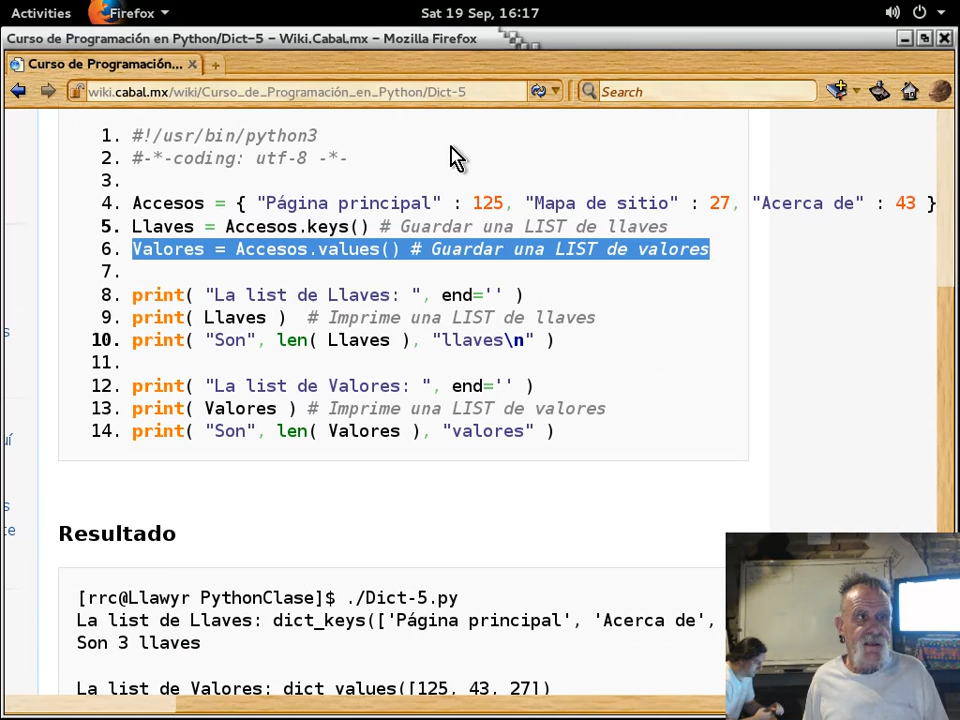 Activities Firefox Sat 19 Sep, 16:17
Curso de Programación en Python/Dict-5 – Wiki.Cabal.mx – Mozilla Firefox
Curso de Programación...
wiki.cabal.mx/wiki/Curso_de_Programación_en_Python/Dict-5 Search
1. #!/usr/bin/python3
2. #-*-coding: utf-8 -*-
3.
4. Accesos = { "Página principal" : 125, "Mapa de sitio" : 27, "Acerca de" : 43 }
5. Llaves = Accesos.keys() # Guardar una LIST de llaves
6. Valores = Accesos.values() # Guardar una LIST de valores
7.
8. print( "La list de Llaves: ", end='' )
9. print( Llaves ) # Imprime una LIST de llaves
10. print( "Son", len( Llaves ), "llaves\n" )
11.
12. print( "La list de Valores: ", end='' )
13. print( Valores ) # Imprime una LIST de valores
14. print( "Son", len( Valores ), "valores" )
s
uí
s
te
Resultado
[rrc@Llawyr PythonClase]$ ./Dict-5.py
La list de Llaves: dict_keys(['Página principal', 'Acerca de',
Son 3 llaves
La list de Valores: dict_values([125, 43, 27])